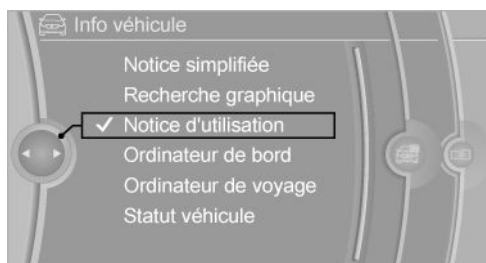 Info véhicule
Notice simplifiée
Recherche graphique
Notice d'utilisation
Ordinateur de bord
Ordinateur de voyage
Statut véhicule